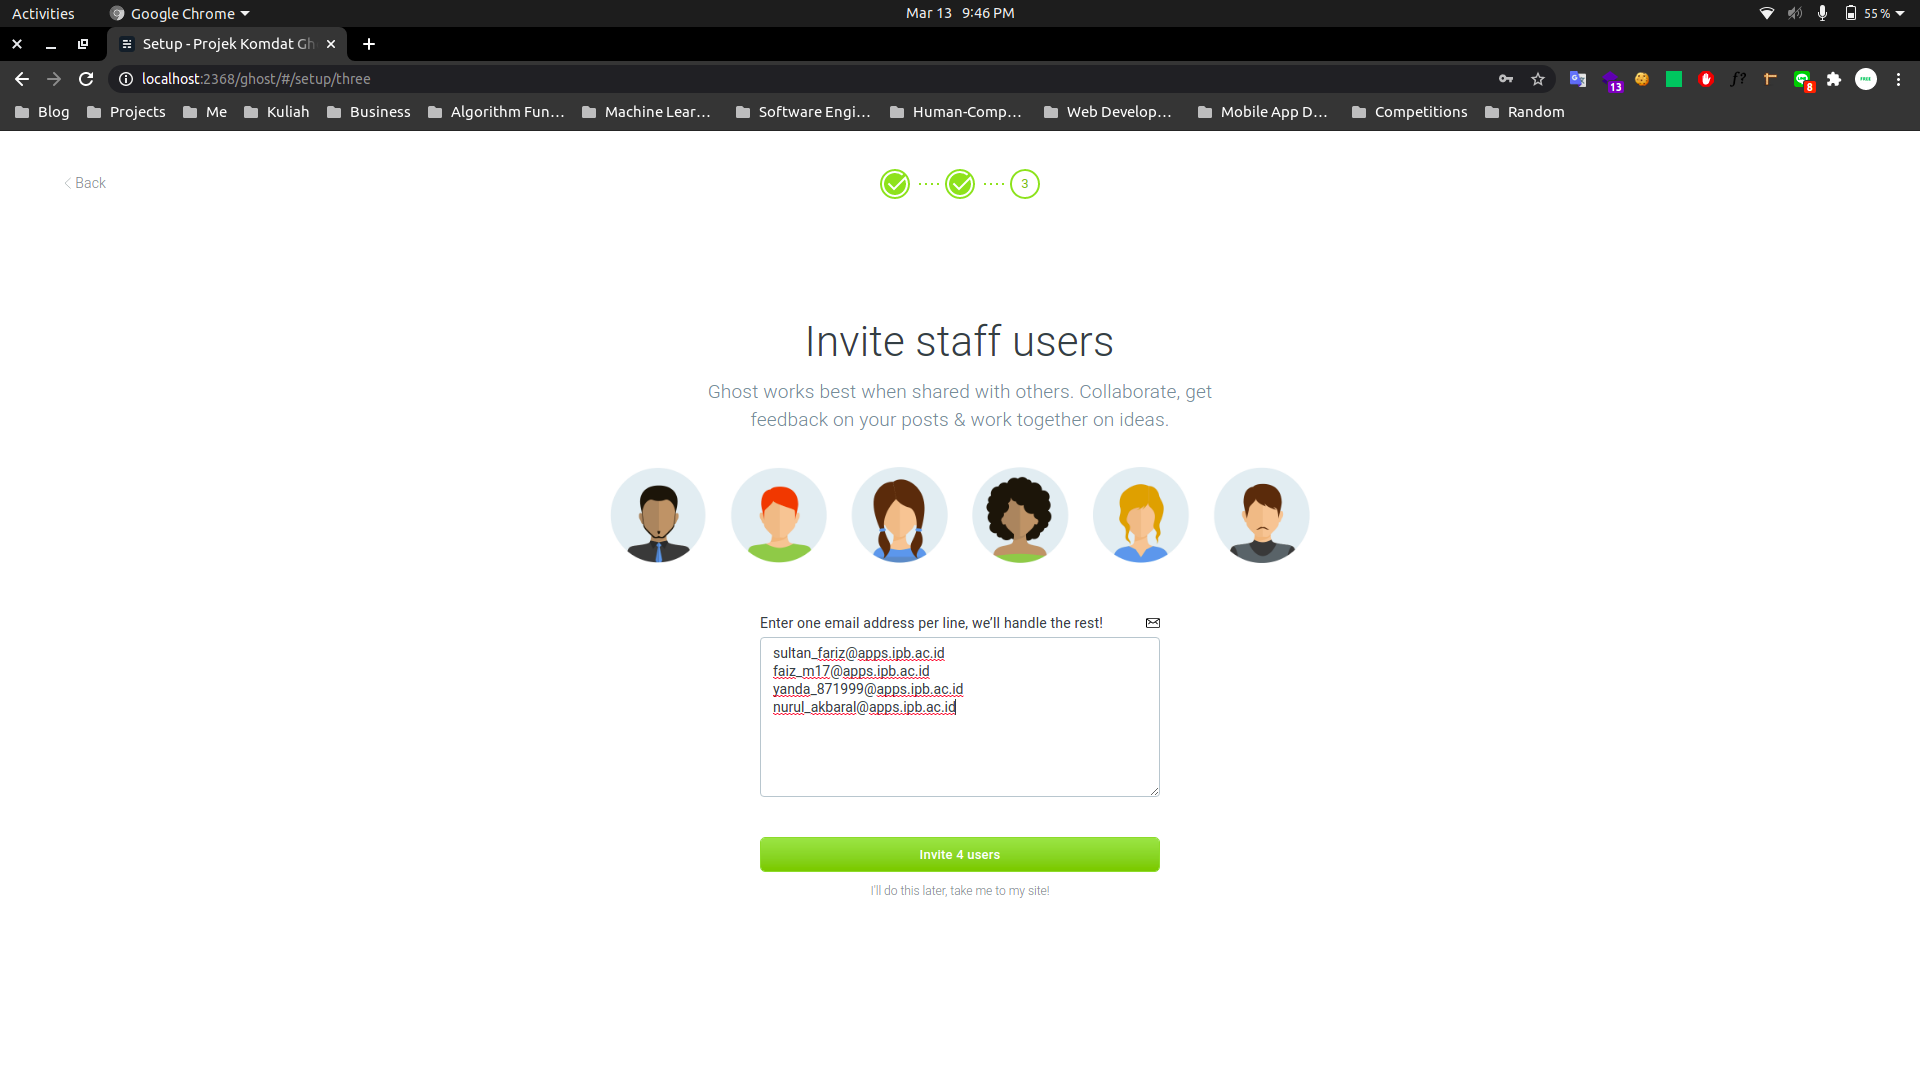 Activities
Google Chrome
Mar 13 9:46 PM
55 %
Setup - Projek Komdat Gh
localhost:2368/ghost/#/setup/three
13
ƒ?
FREE
8
Blog
Projects
Me
Kuliah
Business
Algorithm Fun...
Machine Lear...
Software Engi...
Human-Comp...
Web Develop...
Mobile App D...
Competitions
Random
Back
3
Invite staff users
Ghost works best when shared with others. Collaborate, get
feedback on your posts & work together on ideas.
Enter one email address per line, we'll handle the rest!
sultan_fariz@apps.ipb.ac.id
faiz_m17@apps.ipb.ac.id
yanda_871999@apps.ipb.ac.id
nurul_akbaral@apps.ipb.ac.id
Invite 4 users
I'll do this later, take me to my site!